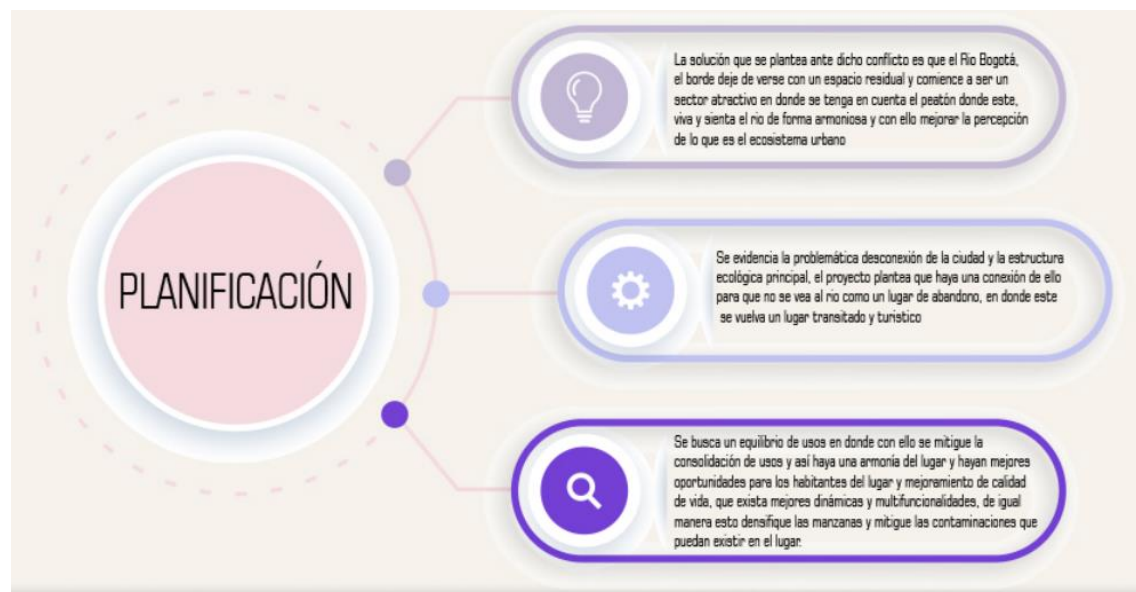 PLANIFICACIÓN
La solución que se plantea ante dicho conflicto es que el Rio Bogotá,
el borde deje de verse con un espacio residual y comience a ser un
sector atractivo en donde se tenga en cuenta el peatón donde este,
viva y sienta el rio de forma armoniosa y con ello mejorar la percepción
de lo que es el ecosistema urbano
Se evidencia la problemática desconexión de la ciudad y la estructura
ecológica principal, el proyecto plantea que haya una conexión de ello
para que no se vea al rio como un lugar de abandono, en donde este
se vuelva un lugar transitado y turistico
Se busca un equilibrio de usos en donde con ello se mitigue la
consolidación de usos y así haya una armonía del lugar y hayan mejores
oportunidades para los habitantes del lugar y mejoramiento de calidad
de vida, que exista mejores dinámicas y multifuncionalidades, de igual
manera esto densifique las manzanas y mitigue las contaminaciones que
puedan existir en el lugar.